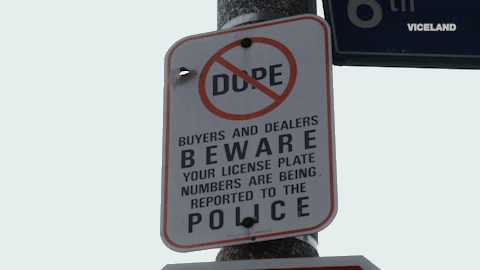 6th
VICELAND
DOPE
BUYERS AND DEALERS
BEWARE
YOUR LICENSE PLATE
NUMBERS ARE BEING
REPORTED TO THE
POLICE